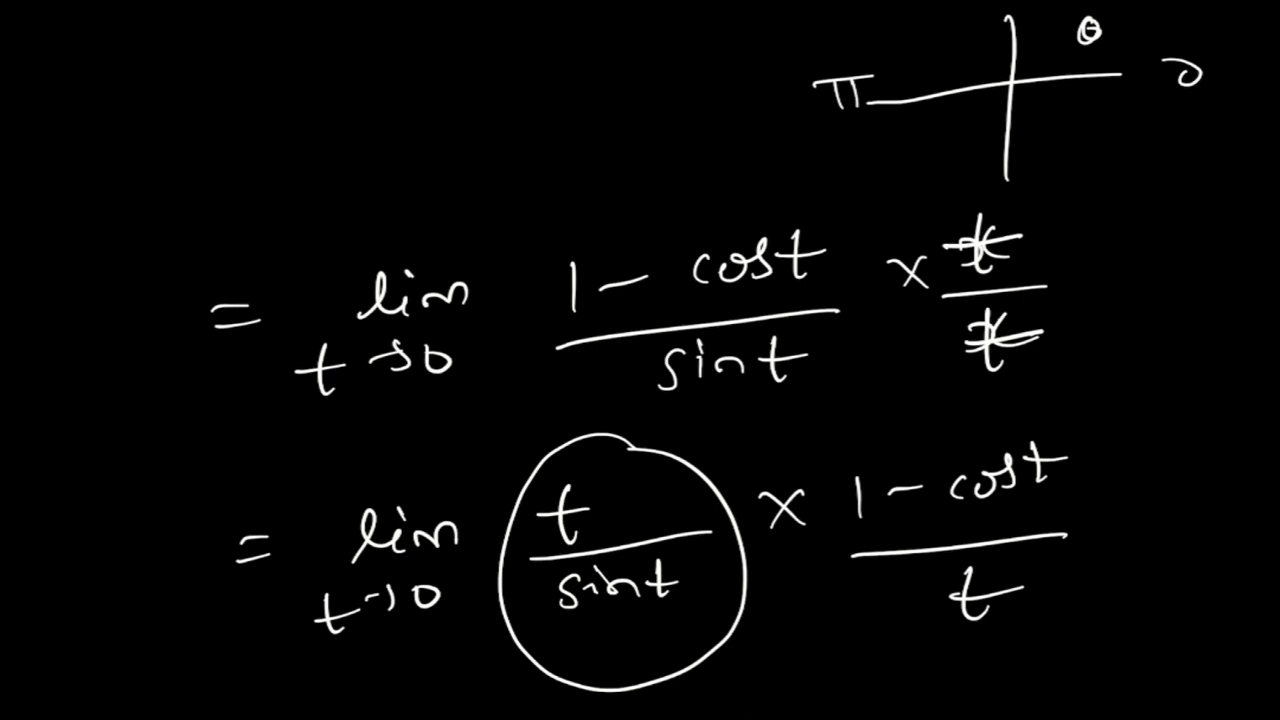 θ
π 0
= lim t→0 (1 - cost)/(sint) × t/t
= lim t→0 t/(sint) × (1 - cost)/t